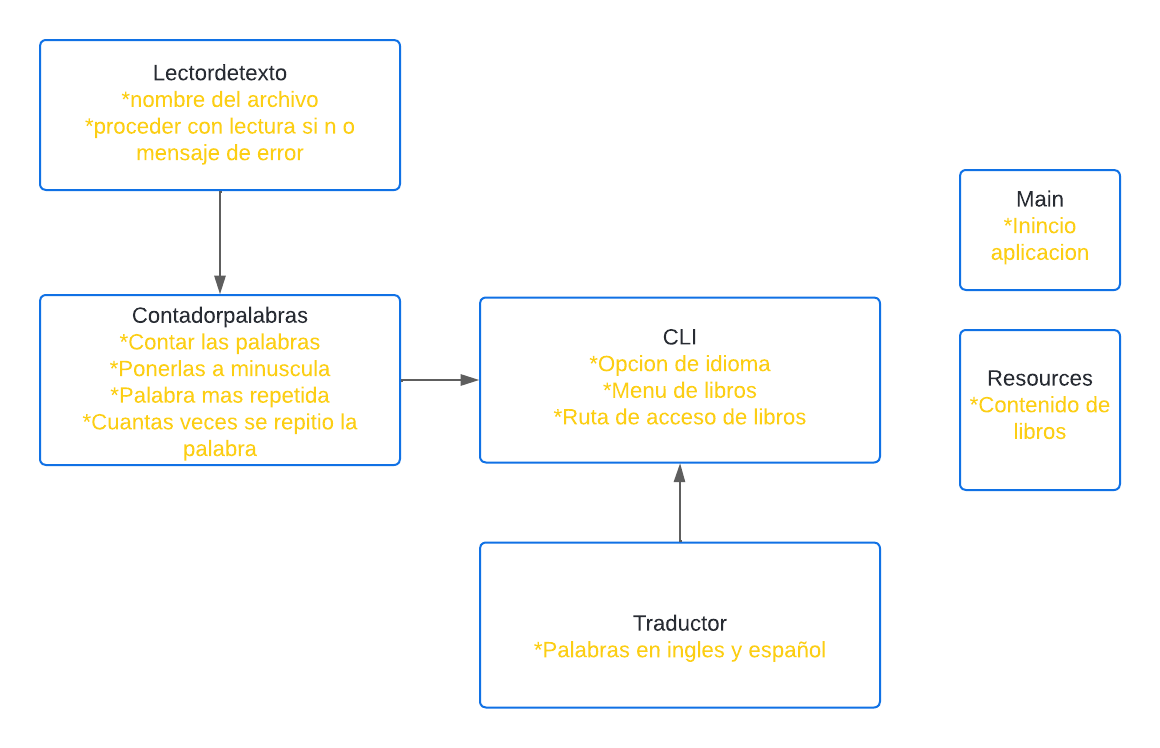 Lectordetexto
*nombre del archivo
*proceder con lectura si n o
mensaje de error
Contadorpalabras
*Contar las palabras
*Ponerlas a minuscula
*Palabra mas repetida
*Cuantas veces se repitio la
palabra
CLI
*Opcion de idioma
*Menu de libros
*Ruta de acceso de libros
Traductor
*Palabras en ingles y español
Main
*Inincio
aplicacion
Resources
*Contenido de
libros